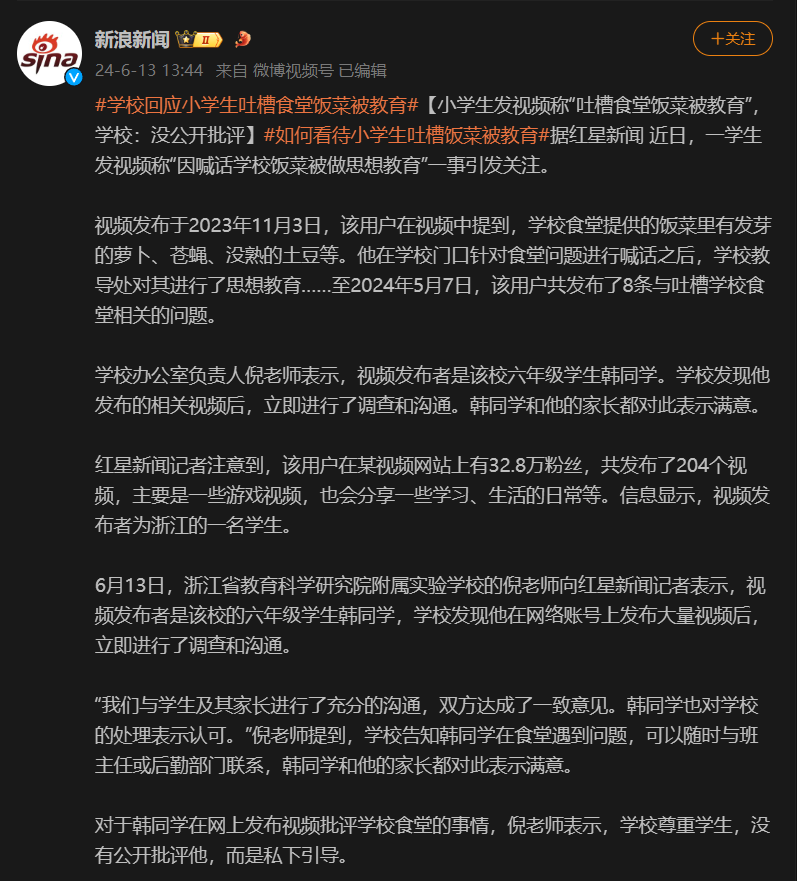 sina
新浪新闻 II
+关注
24-6-13 13:44 来自 微博视频号 已编辑
#学校回应小学生吐槽食堂饭菜被教育#【小学生发视频称”吐槽食堂饭菜被教育”，
学校：没公开批评】#如何看待小学生吐槽饭菜被教育#据红星新闻 近日，一学生
发视频称“因喊话学校饭菜被做思想教育”一事引发关注。
视频发布于2023年11月3日，该用户在视频中提到，学校食堂提供的饭菜里有发芽
的萝卜、苍蝇、没熟的土豆等。他在学校门口针对食堂问题进行喊话之后，学校教
导处对其进行了思想教育……至2024年5月7日，该用户共发布了8条与吐槽学校食
堂相关的问题。
学校办公室负责人倪老师表示，视频发布者是该校六年级学生韩同学。学校发现他
发布的相关视频后，立即进行了调查和沟通。韩同学和他的家长都对此表示满意。
红星新闻记者注意到，该用户在某视频网站上有32.8万粉丝，共发布了204个视
频，主要是一些游戏视频，也会分享一些学习、生活的日常等。信息显示，视频发
布者为浙江的一名学生。
6月13日，浙江省教育科学研究院附属实验学校的倪老师向红星新闻记者表示，视
频发布者是该校的六年级学生韩同学，学校发现他在网络账号上发布大量视频后，
立即进行了调查和沟通。
”我们与学生及其家长进行了充分的沟通，双方达成了一致意见。韩同学也对学校
的处理表示认可。”倪老师提到，学校告知韩同学在食堂遇到问题，可以随时与班
主任或后勤部门联系，韩同学和他的家长都对此表示满意。
对于韩同学在网上发布视频批评学校食堂的事情，倪老师表示，学校尊重学生，没
有公开批评他，而是私下引导。